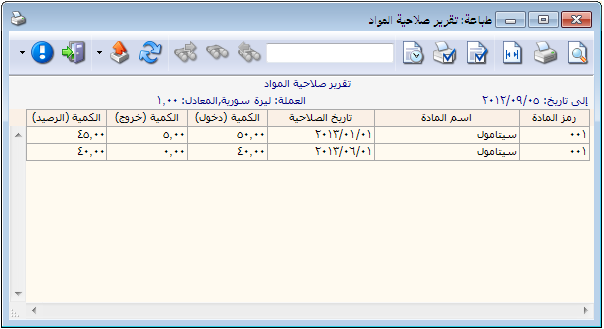 طباعة: تقرير صلاحية المواد
تقرير صلاحية المواد
إلى تاريخ: ٢٠١٢/٠٩/٠٥ العملة: ليرة سورية,المعادل: ١,٠٠
رمز المادة اسم المادة تاريخ الصلاحية الكمية (دخول) الكمية (خروج) الكمية (الرصيد)
٠٠١ سيتامول ٢٠١٣/٠١/٠١ ٥٠,٠٠ ٥,٠٠ ٤٥,٠٠
٠٠١ سيتامول ٢٠١٣/٠٦/٠١ ٤٠,٠٠ ٠,٠٠ ٤٠,٠٠